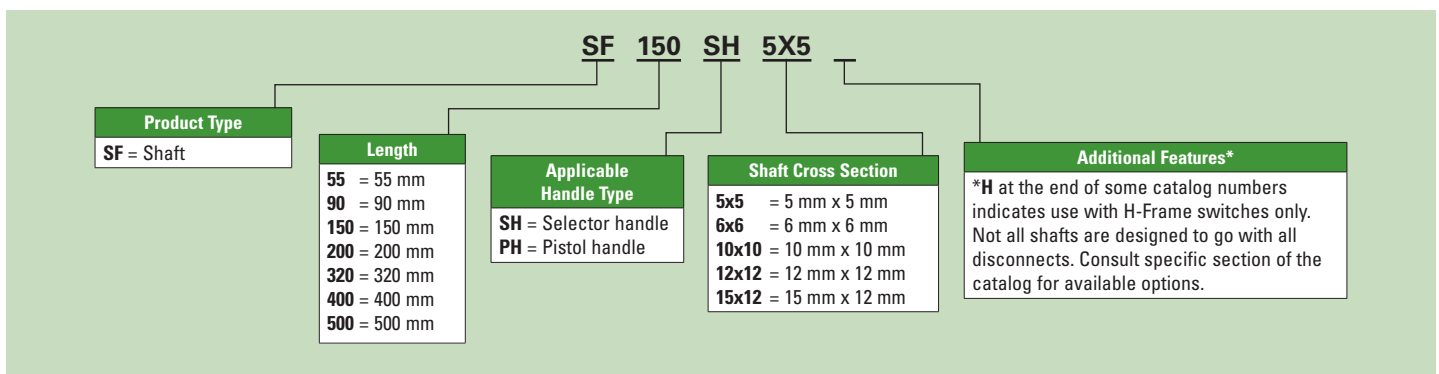 SF 150 SH 5X5 _
Product Type
SF = Shaft
Length
55 = 55 mm
90 = 90 mm
150 = 150 mm
200 = 200 mm
320 = 320 mm
400 = 400 mm
500 = 500 mm
Applicable
Handle Type
SH = Selector handle
PH = Pistol handle
Shaft Cross Section
5x5 = 5 mm x 5 mm
6x6 = 6 mm x 6 mm
10x10 = 10 mm x 10 mm
12x12 = 12 mm x 12 mm
15x12 = 15 mm x 12 mm
Additional Features*
*H at the end of some catalog numbers
indicates use with H-Frame switches only.
Not all shafts are designed to go with all
disconnects. Consult specific section of the
catalog for available options.